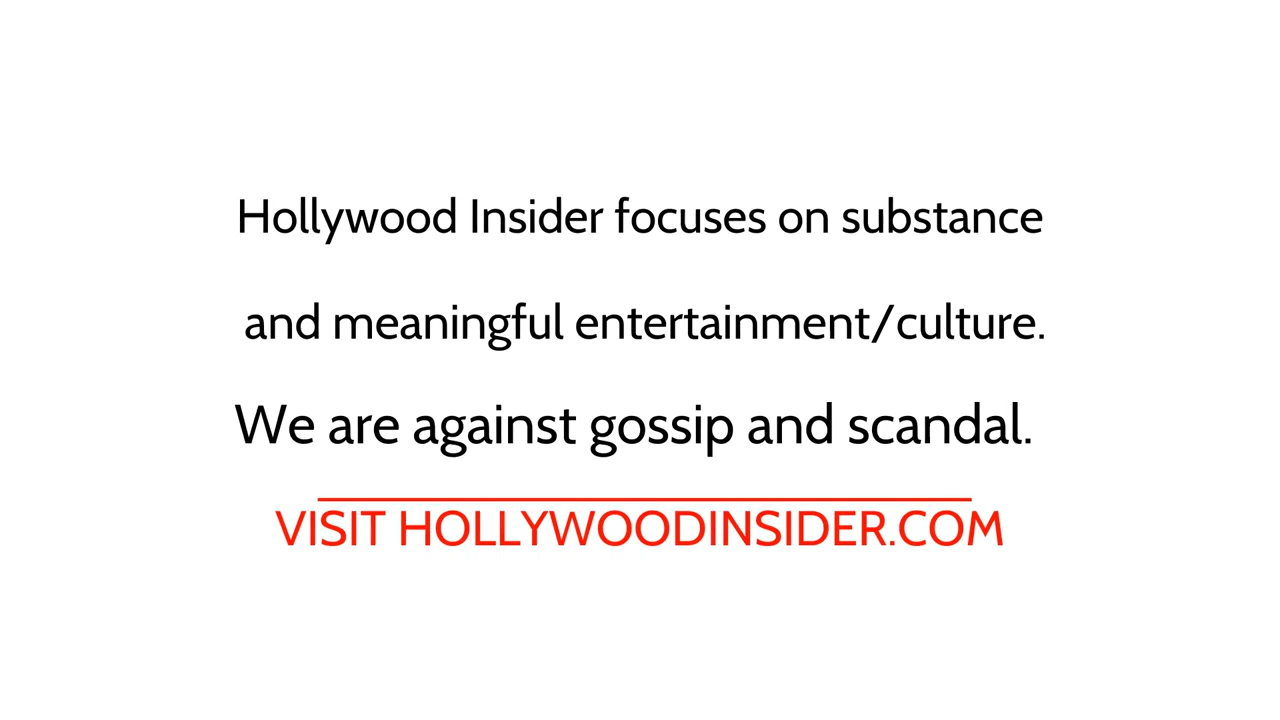 Hollywood Insider focuses on substance
and meaningful entertainment/culture.
We are against gossip and scandal.
VISIT HOLLYWOODINSIDER.COM